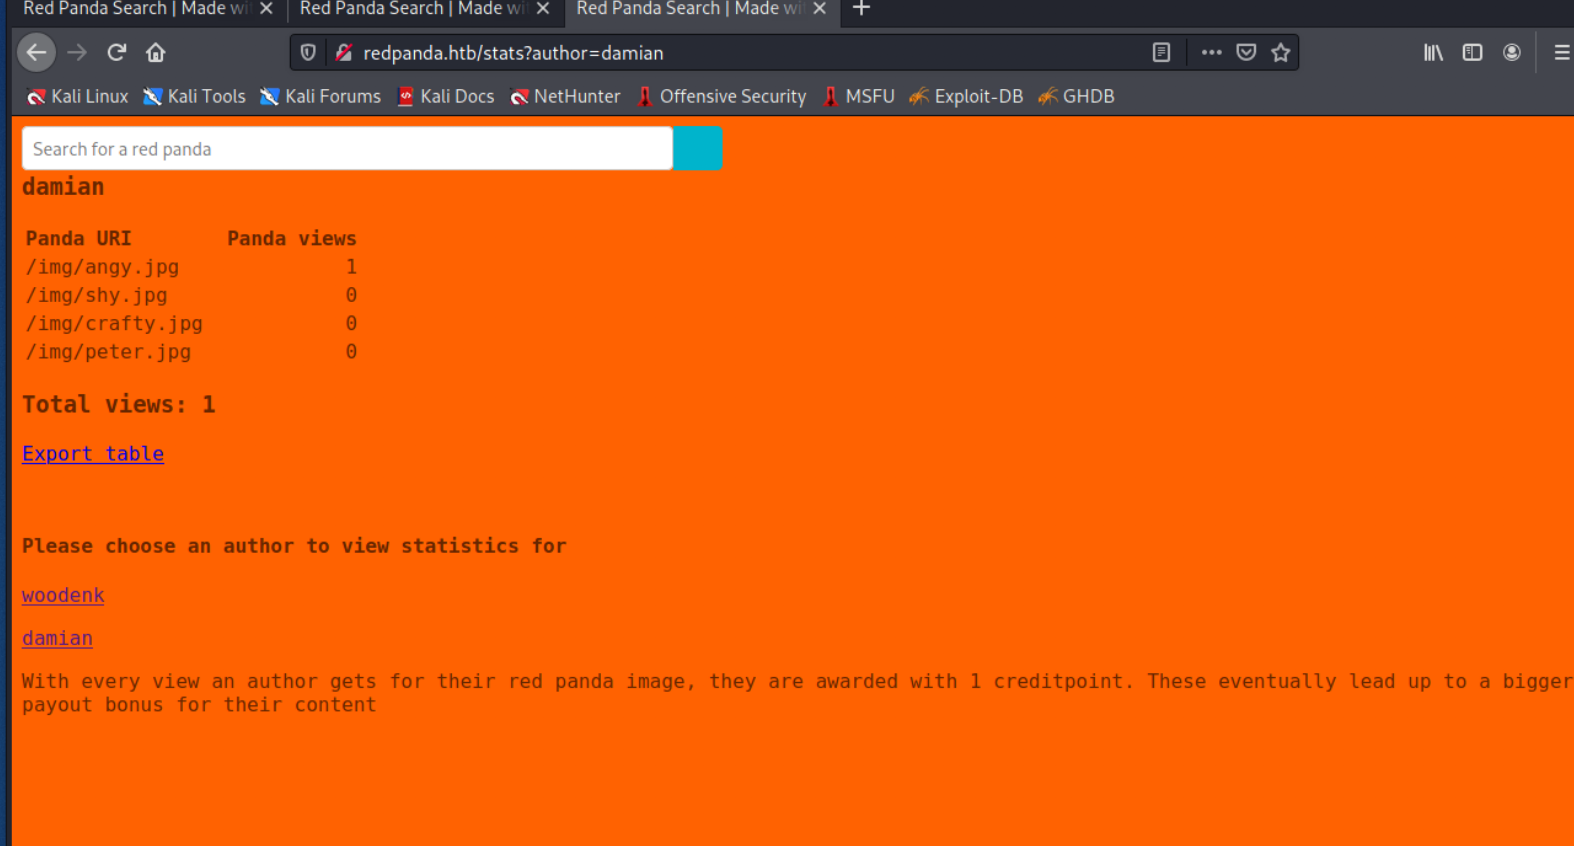 Red Panda Search | Made wi Red Panda Search | Made wit Red Panda Search | Made wit
redpanda.htb/stats?author=damian
Kali Linux Kali Tools Kali Forums Kali Docs NetHunter Offensive Security MSFU Exploit-DB GHDB
Search for a red panda
damian
Panda URI Panda views
/img/angy.jpg 1
/img/shy.jpg 0
/img/crafty.jpg 0
/img/peter.jpg 0
Total views: 1
Export table
Please choose an author to view statistics for
woodenk
damian
With every view an author gets for their red panda image, they are awarded with 1 creditpoint. These eventually lead up to a bigger
payout bonus for their content